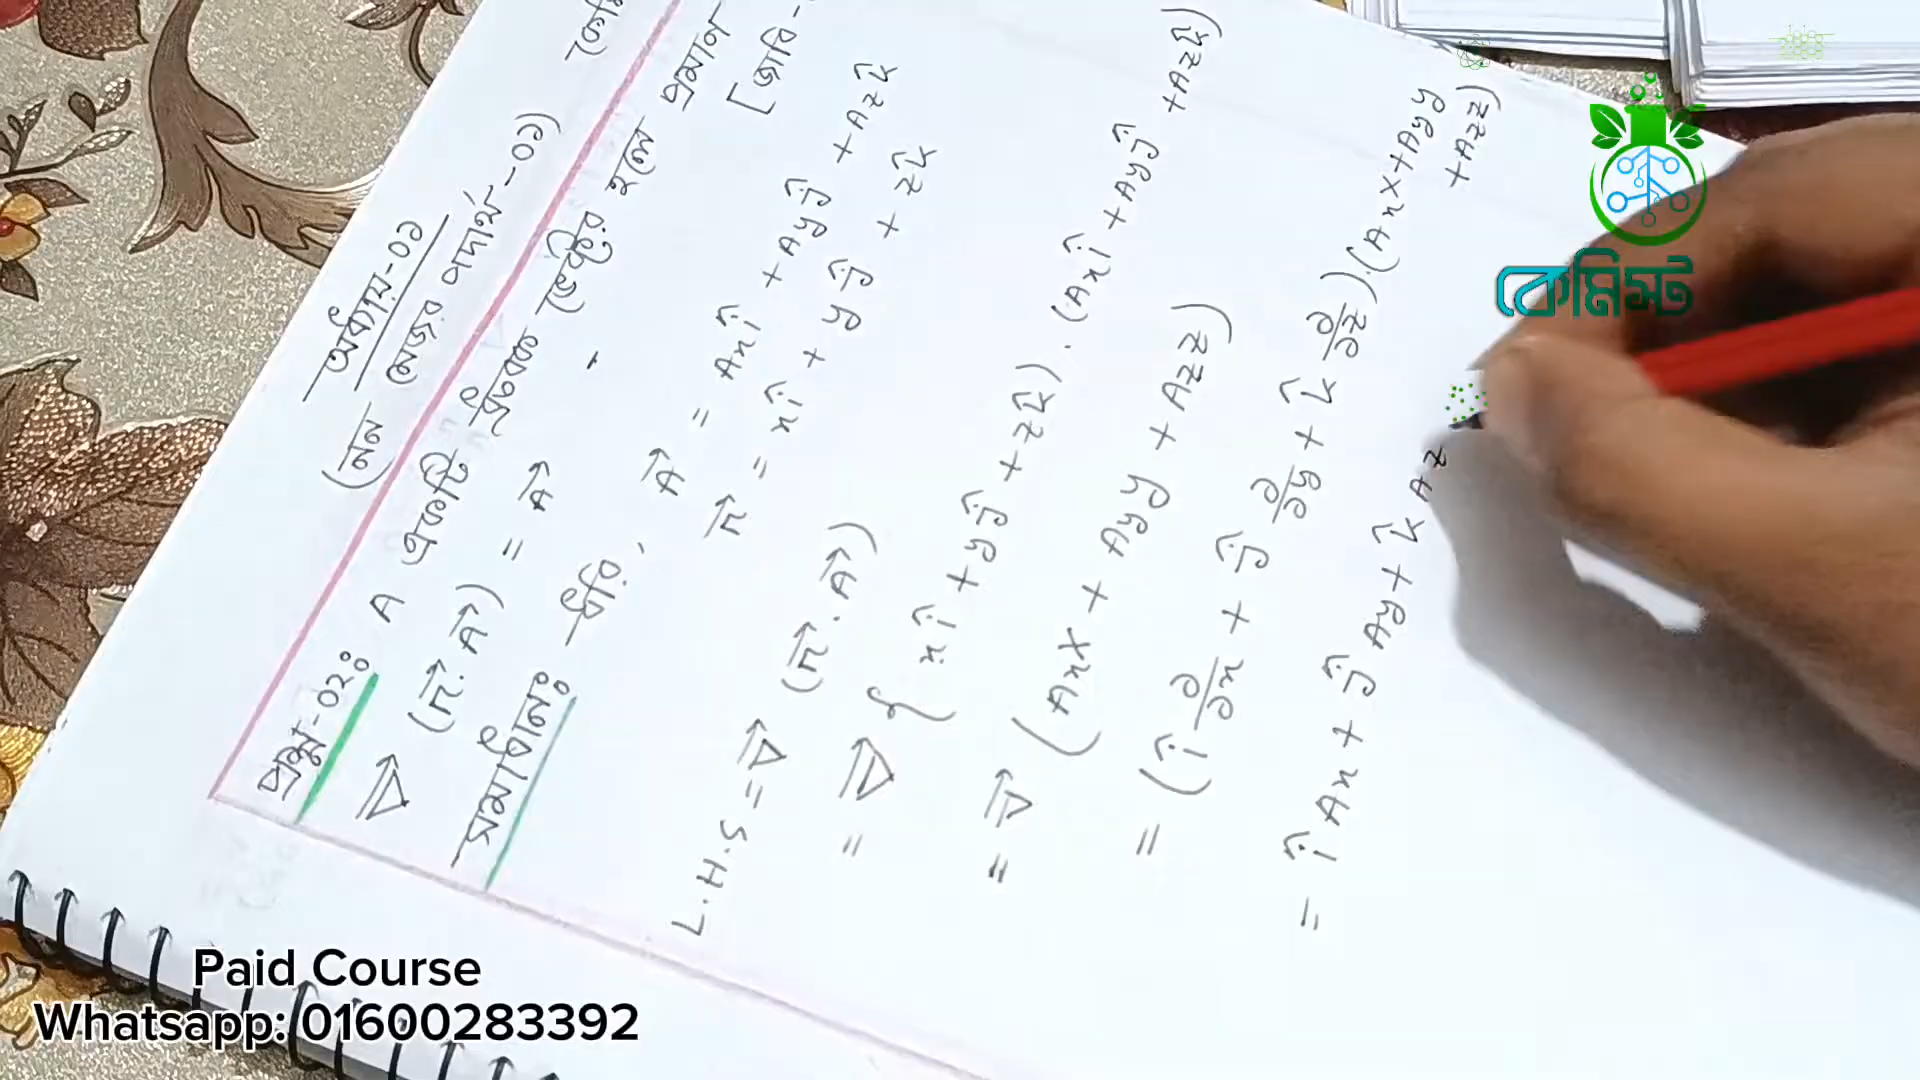 অধ্যায়-০১
(নন মেজর পদার্থ-০১)
প্রশ্ন-০২ঃ A একটি ধ্রুবক ভেক্টর হলে প্রমাণ
∇⃗ (r⃗.A⃗) = A⃗ -
[জাবি-
সমাধানঃ ধরি, A⃗ = Axî + Ayĵ + Azk̂
r⃗ = xî + yĵ + zk̂
L.H.S = ∇⃗ (r⃗.A⃗)
= ∇⃗ { xî + yĵ + zk̂).(Axî + Ayĵ + Azk̂)
= ∇⃗ (Axx + Ayy + Azz)
= (î ∂/∂x + ĵ ∂/∂y + k̂ ∂/∂z).(Axx + Ayy + Azz)
= îAx + ĵAy + k̂Az
কেমিস্ট
Paid Course
Whatsapp: 01600283392